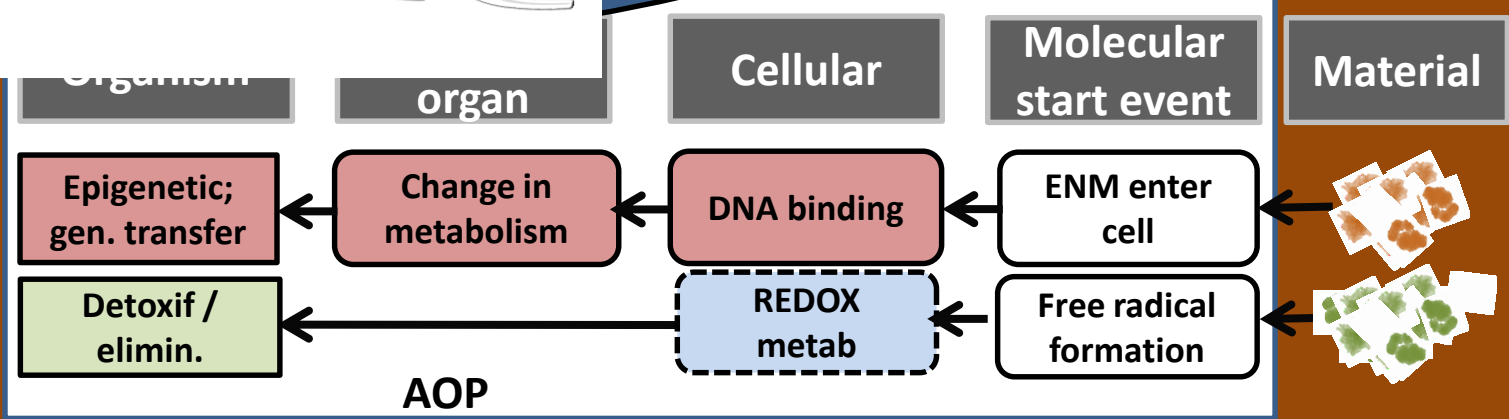 Organism
organ
Cellular
Molecular
start event
Material
Epigenetic;
gen. transfer
Change in
metabolism
DNA binding
ENM enter
cell
Detoxif /
elimin.
REDOX
metab
Free radical
formation
AOP